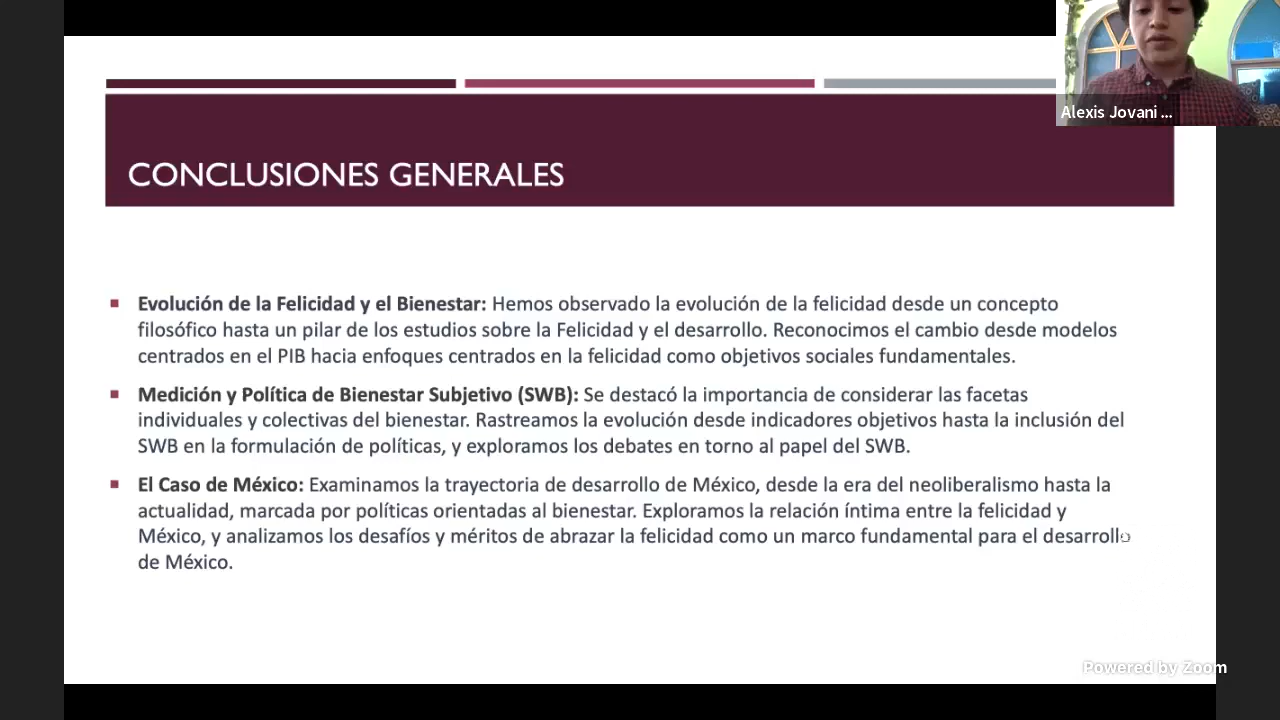 Alexis Jovani ...
CONCLUSIONES GENERALES
Evolución de la Felicidad y el Bienestar: Hemos observado la evolución de la felicidad desde un concepto
filosófico hasta un pilar de los estudios sobre la Felicidad y el desarrollo. Reconocimos el cambio desde modelos
centrados en el PIB hacia enfoques centrados en la felicidad como objetivos sociales fundamentales.
Medición y Política de Bienestar Subjetivo (SWB): Se destacó la importancia de considerar las facetas
individuales y colectivas del bienestar. Rastreamos la evolución desde indicadores objetivos hasta la inclusión del
SWB en la formulación de políticas, y exploramos los debates en torno al papel del SWB.
El Caso de México: Examinamos la trayectoria de desarrollo de México, desde la era del neoliberalismo hasta la
actualidad, marcada por políticas orientadas al bienestar. Exploramos la relación íntima entre la felicidad y
México, y analizamos los desafíos y méritos de abrazar la felicidad como un marco fundamental para el desarrollo
de México.
Powered by Zoom